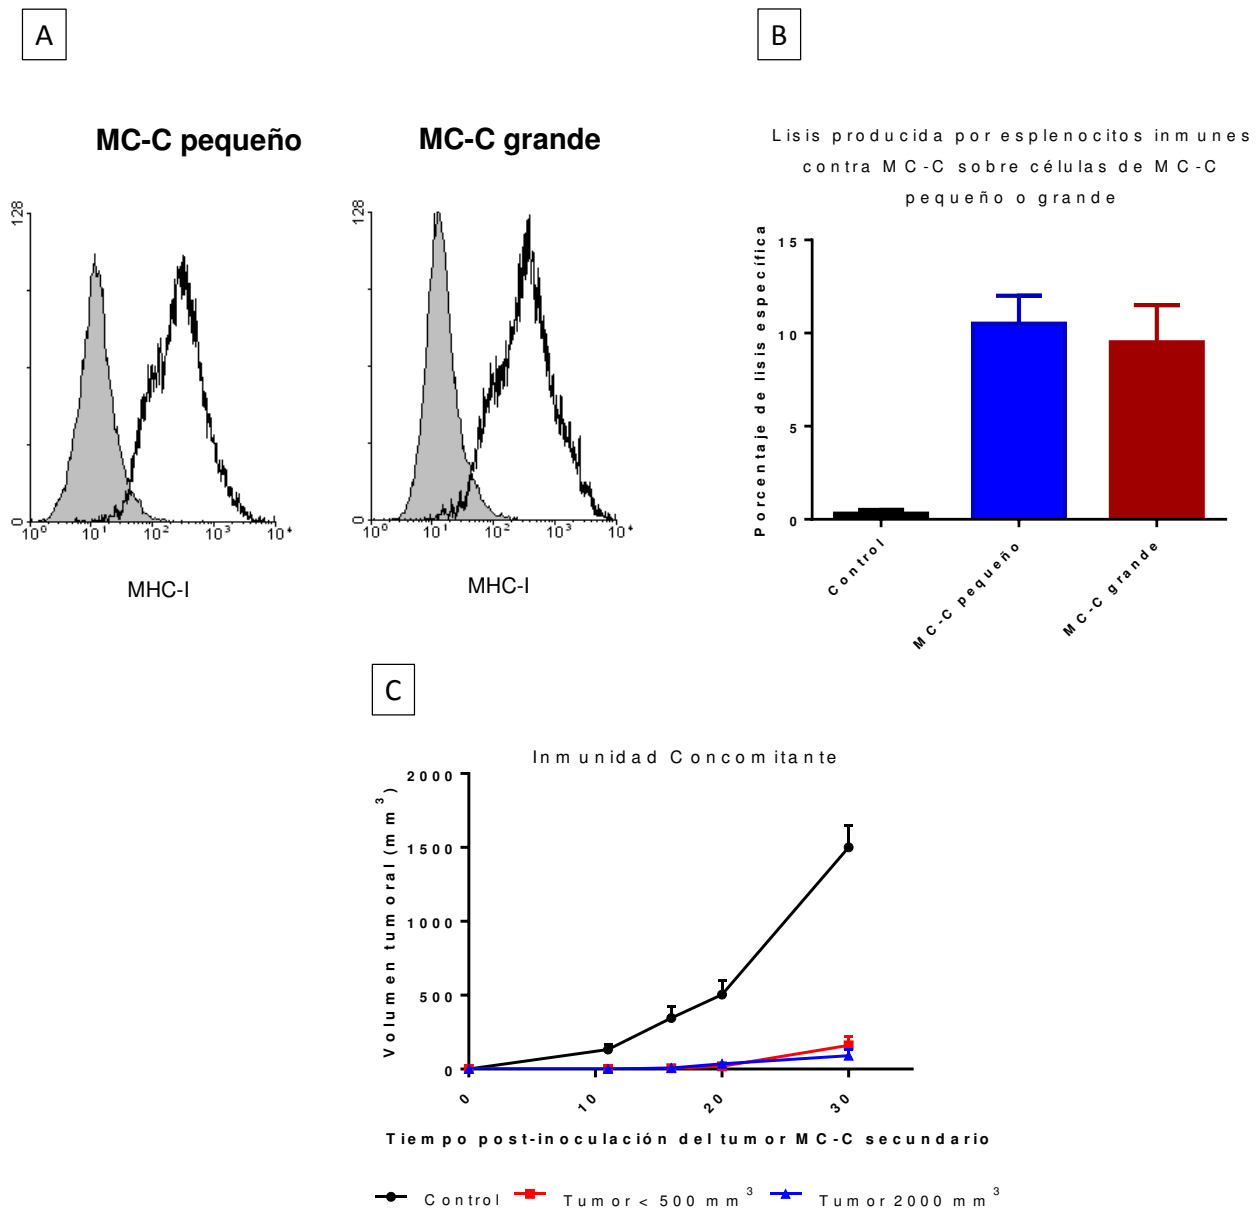 A
B
MC-C pequeño
MC-C grande
128
0
10⁰ 10¹ 10² 10³ 10⁴
MHC-I
128
0
10⁰ 10¹ 10² 10³ 10⁴
MHC-I
Lisis producida por esplenocitos inmunes
contra MC-C sobre células de MC-C
pequeño o grande
Porcentaje de lisis específica
15
10
5
0
Control
MC-C pequeño
MC-C grande
C
Inmunidad Concomitante
Volumen tumoral (mm³)
2000
1500
1000
500
0
0 10 20 30
Tiempo post-inoculación del tumor MC-C secundario
Control Tumor < 500 mm³ Tumor 2000 mm³